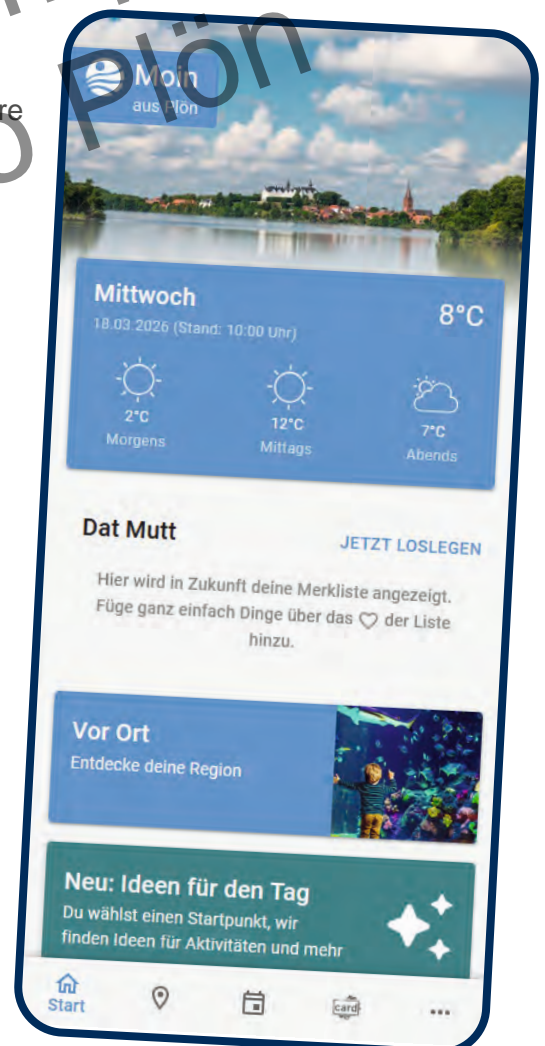 Plön
re
Moin
aus Plön
Mittwoch
8°C
18.03.2026 (Stand: 10:00 Uhr)
2°C
12°C
7°C
Morgens
Mittags
Abends
Dat Mutt
JETZT LOSLEGEN
Hier wird in Zukunft deine Merkliste angezeigt.
Füge ganz einfach Dinge über das ♡ der Liste
hinzu.
Vor Ort
Entdecke deine Region
Neu: Ideen für den Tag
Du wählst einen Startpunkt, wir
finden Ideen für Aktivitäten und mehr
Start
card